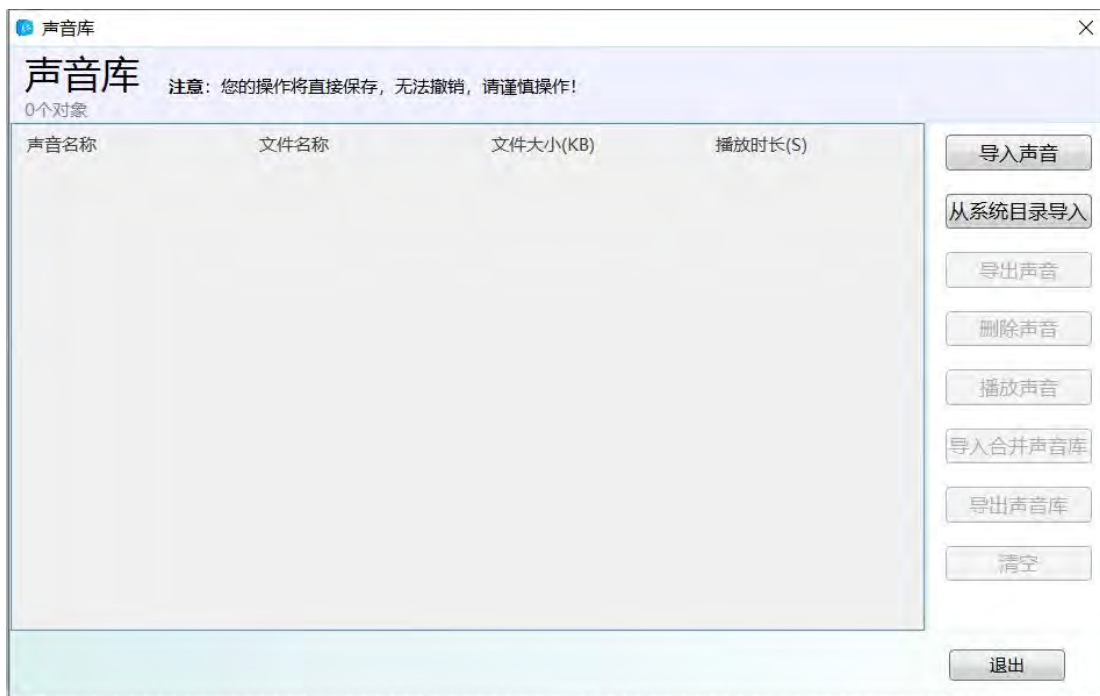 声音库
声音库
注意：您的操作将直接保存，无法撤销，请谨慎操作！
0个对象
声音名称 文件名称 文件大小(KB) 播放时长(S)
导入声音
从系统目录导入
导出声音
删除声音
播放声音
导入合并声音库
导出声音库
清空
退出